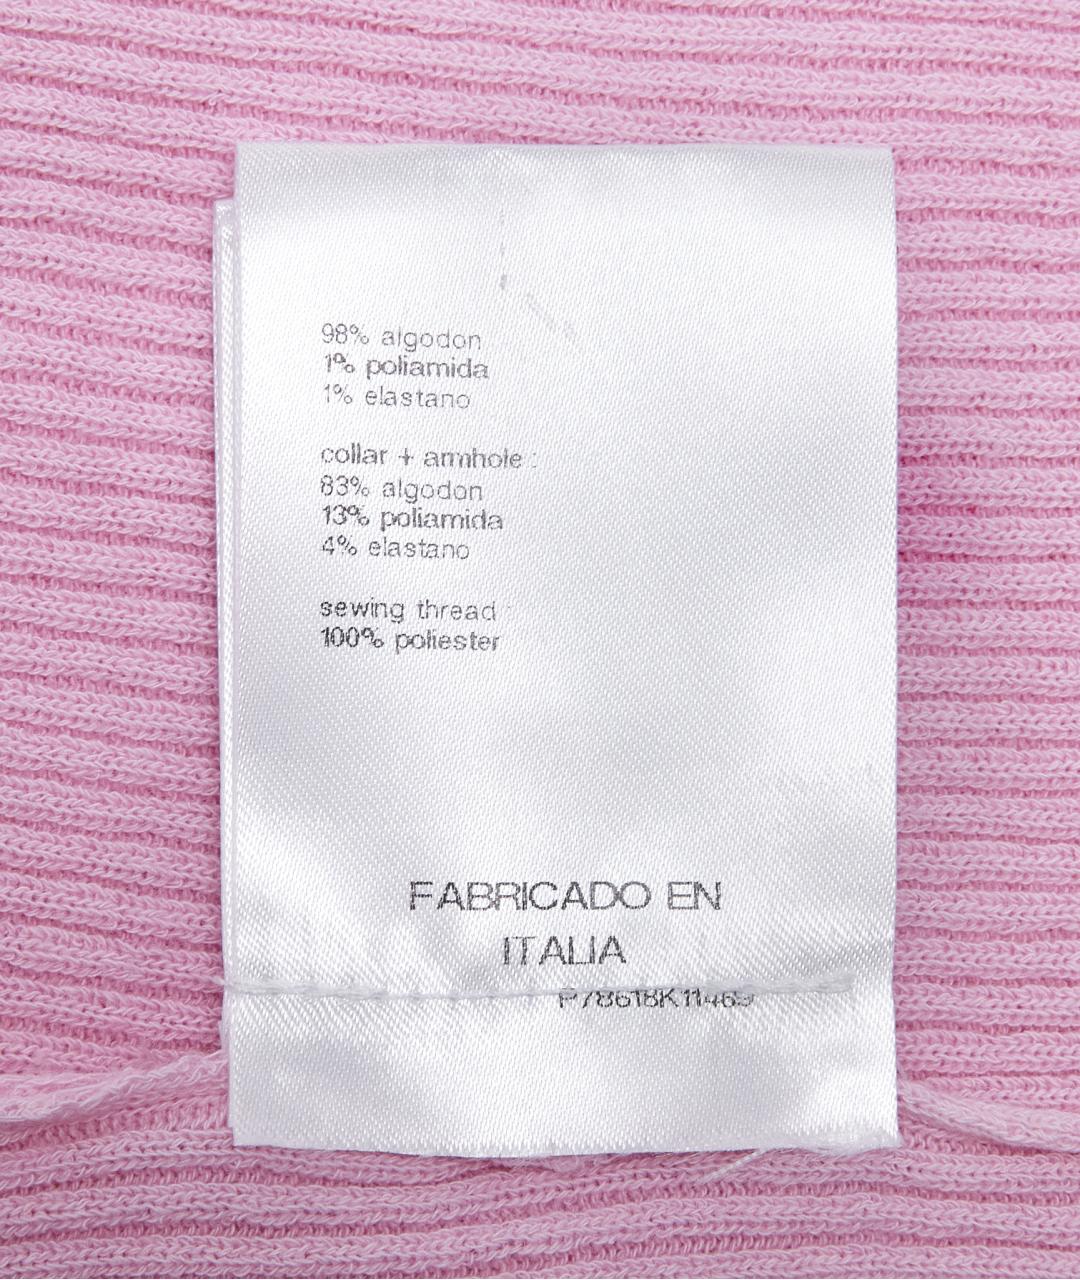 98% algodon
1% poliamida
1% elastano
collar + armhole :
83% algodon
13% poliamida
4% elastano
sewing thread :
100% poliester
FABRICADO EN
ITALIA
P78618K11469